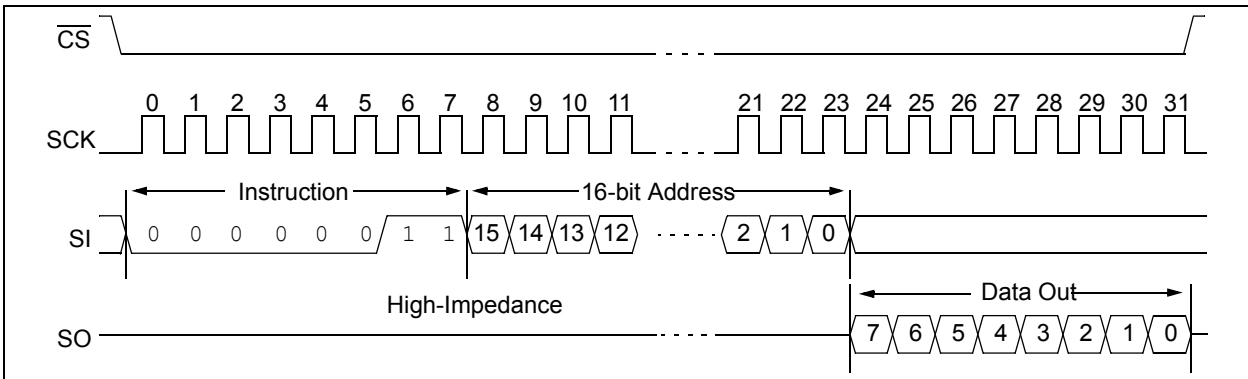 CS
0 1 2 3 4 5 6 7 8 9 10 11 21 22 23 24 25 26 27 28 29 30 31
SCK
Instruction 16-bit Address
SI 0 0 0 0 0 0 1 1 15 14 13 12 2 1 0
High-Impedance Data Out
SO 7 6 5 4 3 2 1 0